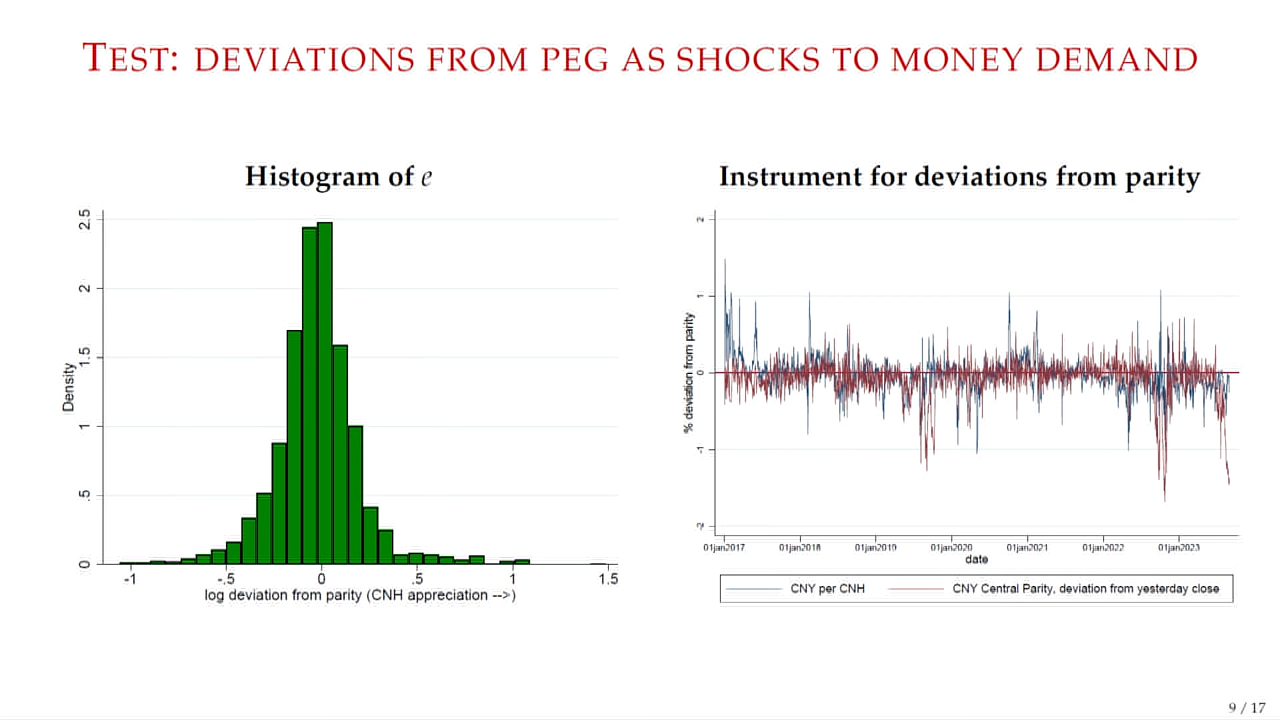 TEST: DEVIATIONS FROM PEG AS SHOCKS TO MONEY DEMAND
Histogram of e
Density
0
.5
1
1.5
2
2.5
-1
-.5
0
.5
1
1.5
log deviation from parity (CNH appreciation -->)
Instrument for deviations from parity
% deviation from parity
-2
-1
0
1
2
01jan2017
01jan2018
01jan2019
01jan2020
01jan2021
01jan2022
01jan2023
date
CNY per CNH
CNY Central Parity, deviation from yesterday close
9 / 17